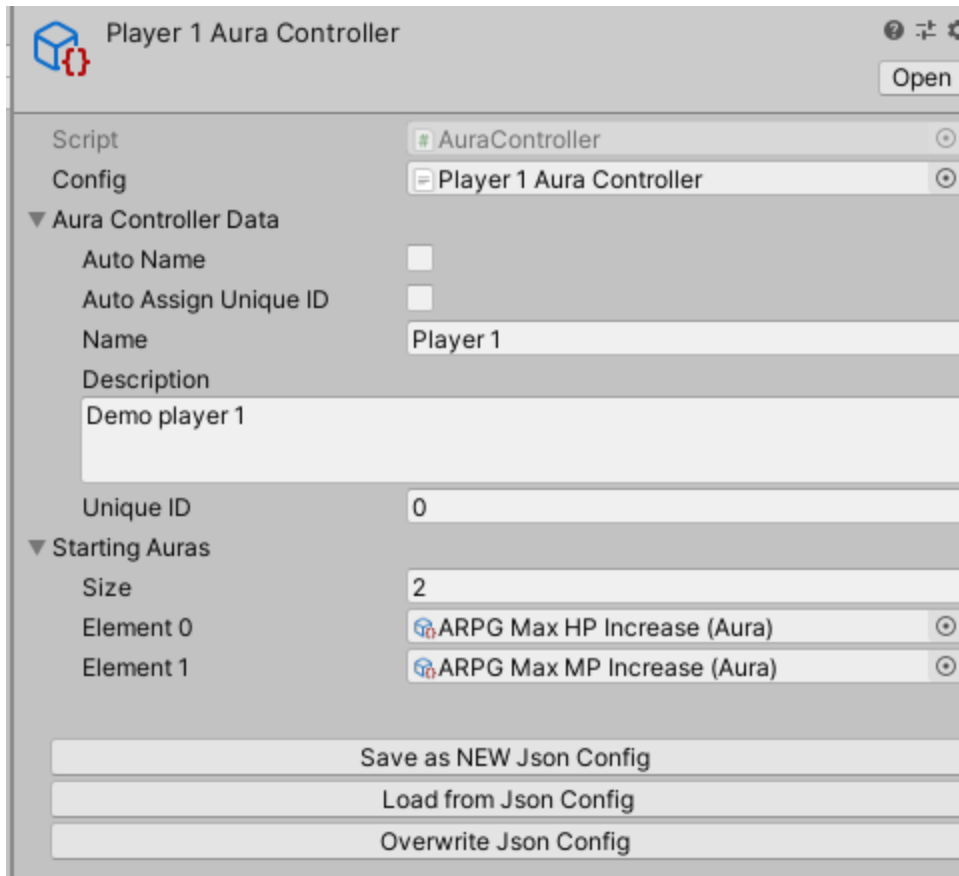 Player 1 Aura Controller
Open
Script # AuraController
Config Player 1 Aura Controller
Aura Controller Data
Auto Name
Auto Assign Unique ID
Name Player 1
Description
Demo player 1
Unique ID 0
Starting Auras
Size 2
Element 0 ARPG Max HP Increase (Aura)
Element 1 ARPG Max MP Increase (Aura)
Save as NEW Json Config
Load from Json Config
Overwrite Json Config